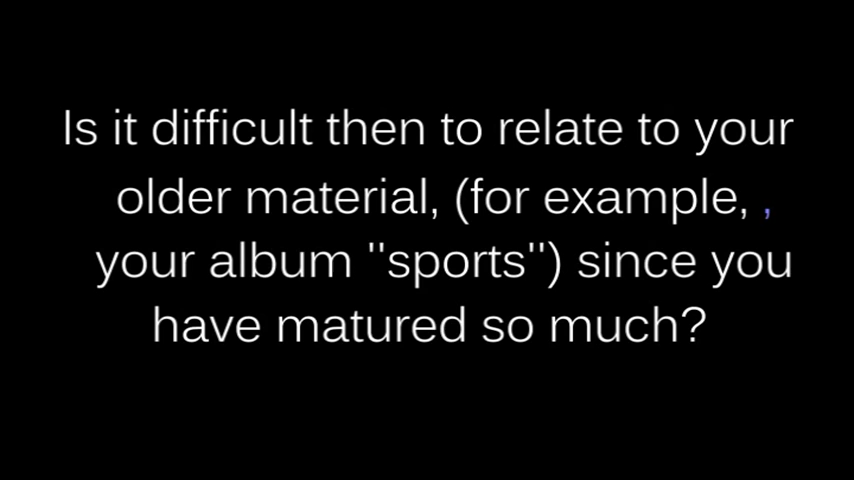 Is it difficult then to relate to your
older material, (for example, ,
your album "sports") since you
have matured so much?